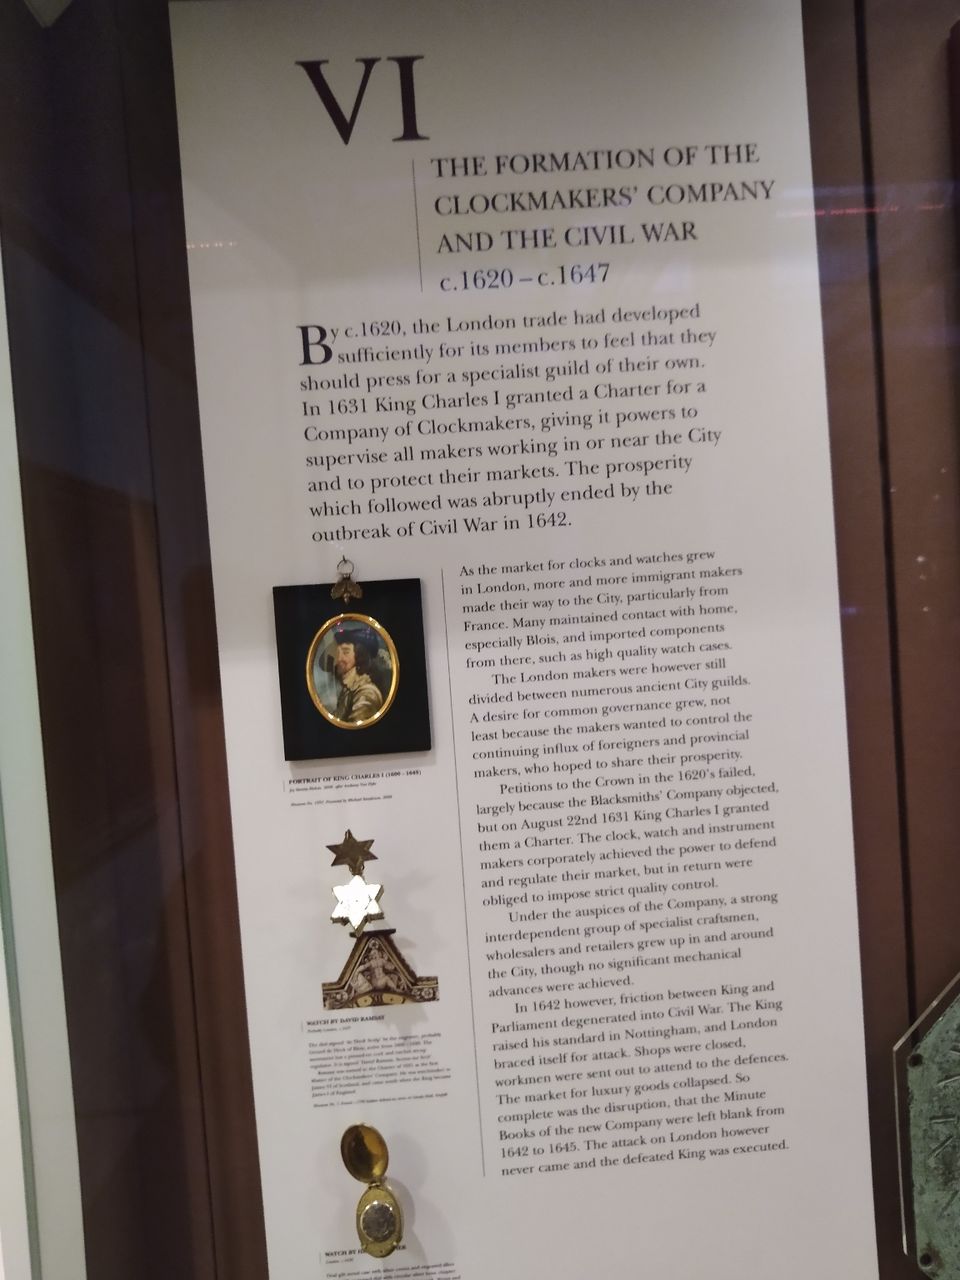 VI
THE FORMATION OF THE
CLOCKMAKERS' COMPANY
AND THE CIVIL WAR
c.1620 – c.1647
By c.1620, the London trade had developed
sufficiently for its members to feel that they
should press for a specialist guild of their own.
In 1631 King Charles I granted a Charter for a
Company of Clockmakers, giving it powers to
supervise all makers working in or near the City
and to protect their markets. The prosperity
which followed was abruptly ended by the
outbreak of Civil War in 1642.
As the market for clocks and watches grew
in London, more and more immigrant makers
made their way to the City, particularly from
France. Many maintained contact with home,
especially Blois, and imported components
from there, such as high quality watch cases.
The London makers were however still
divided between numerous ancient City guilds.
A desire for common governance grew, not
least because the makers wanted to control the
continuing influx of foreigners and provincial
makers, who hoped to share their prosperity.
Petitions to the Crown in the 1620's failed,
largely because the Blacksmiths' Company objected,
but on August 22nd 1631 King Charles I granted
them a Charter. The clock, watch and instrument
makers corporately achieved the power to defend
and regulate their market, but in return were
obliged to impose strict quality control.
Under the auspices of the Company, a strong
interdependent group of specialist craftsmen,
wholesalers and retailers grew up in and around
the City, though no significant mechanical
advances were achieved.
In 1642 however, friction between King and
Parliament degenerated into Civil War. The King
raised his standard in Nottingham, and London
braced itself for attack. Shops were closed,
workmen were sent out to attend to the defences.
The market for luxury goods collapsed. So
complete was the disruption, that the Minute
Books of the new Company were left blank from
1642 to 1645. The attack on London however
never came and the defeated King was executed.
PORTRAIT OF KING CHARLES I (1600 – 1649)
WATCH BY DAVID RAMSAY
WATCH BY